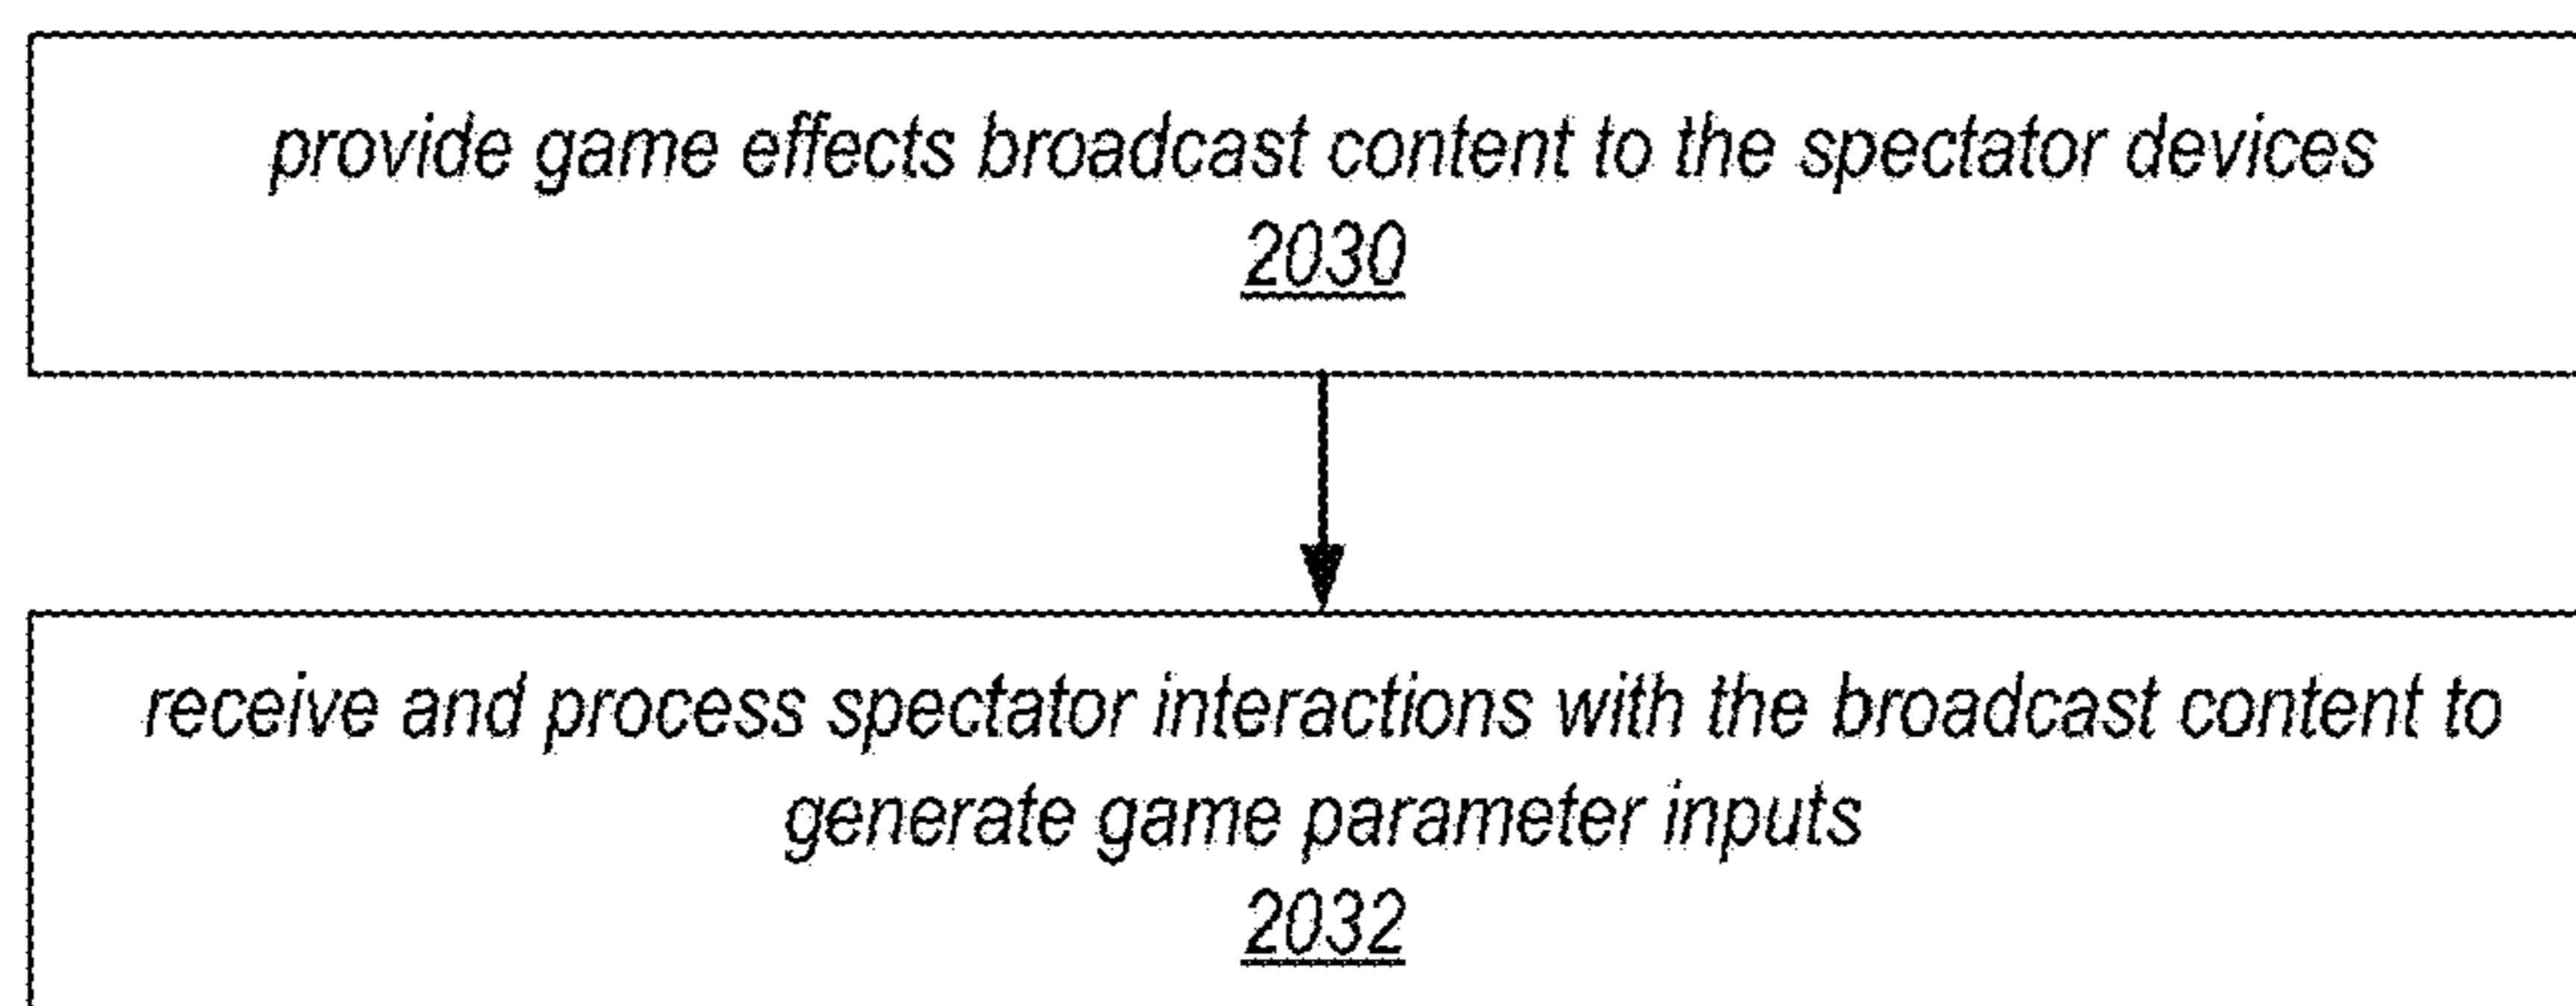 provide game effects broadcast content to the spectator devices
2030
receive and process spectator interactions with the broadcast content to
generate game parameter inputs
2032